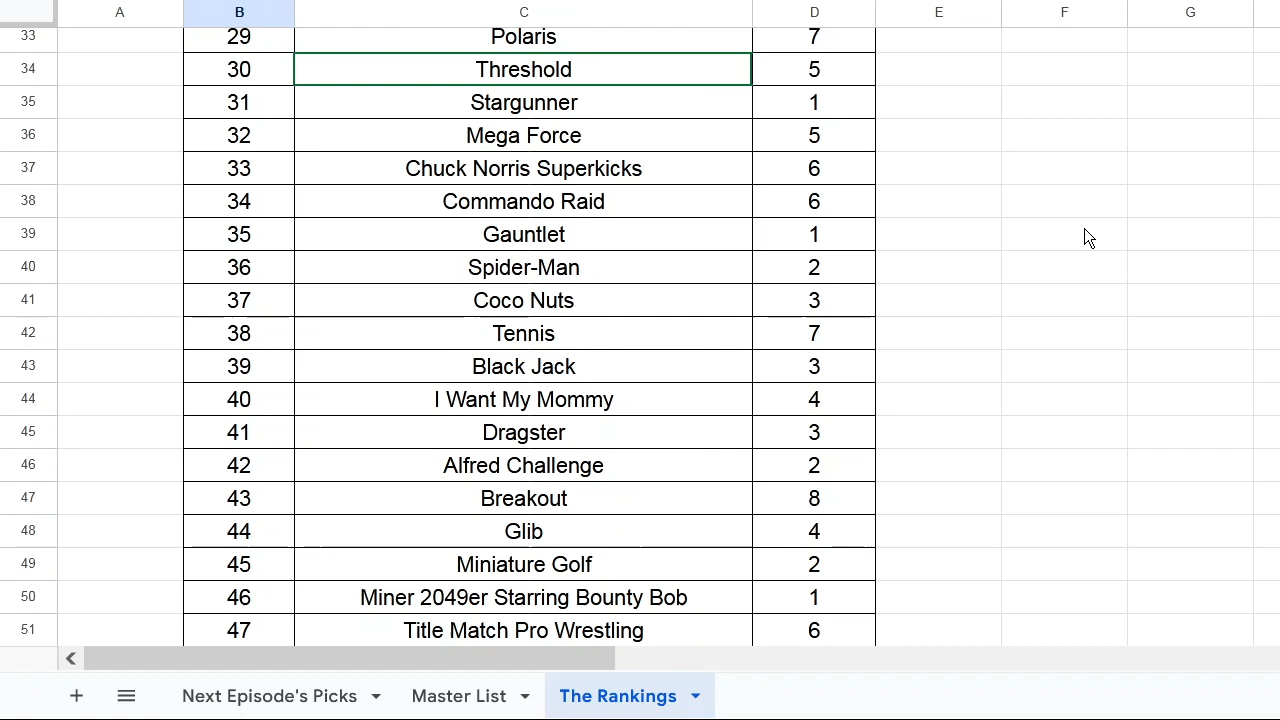 A B C D E F G
33 29 Polaris 7
34 30 Threshold 5
35 31 Stargunner 1
36 32 Mega Force 5
37 33 Chuck Norris Superkicks 6
38 34 Commando Raid 6
39 35 Gauntlet 1
40 36 Spider-Man 2
41 37 Coco Nuts 3
42 38 Tennis 7
43 39 Black Jack 3
44 40 I Want My Mommy 4
45 41 Dragster 3
46 42 Alfred Challenge 2
47 43 Breakout 8
48 44 Glib 4
49 45 Miniature Golf 2
50 46 Miner 2049er Starring Bounty Bob 1
51 47 Title Match Pro Wrestling 6
Next Episode's Picks Master List The Rankings